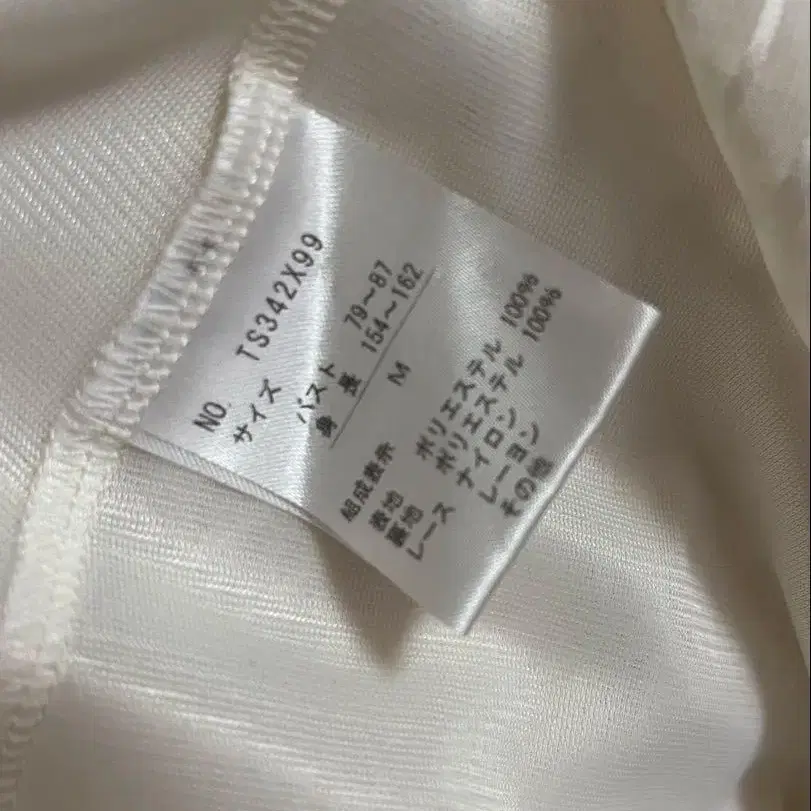 NO. TS342X99
サイズ
バスト 79～87
身長 154～162
M
組成表示
表地 ポリエステル 100%
裏地 ポリエステル 100%
レース ナイロン
レーヨン
その他